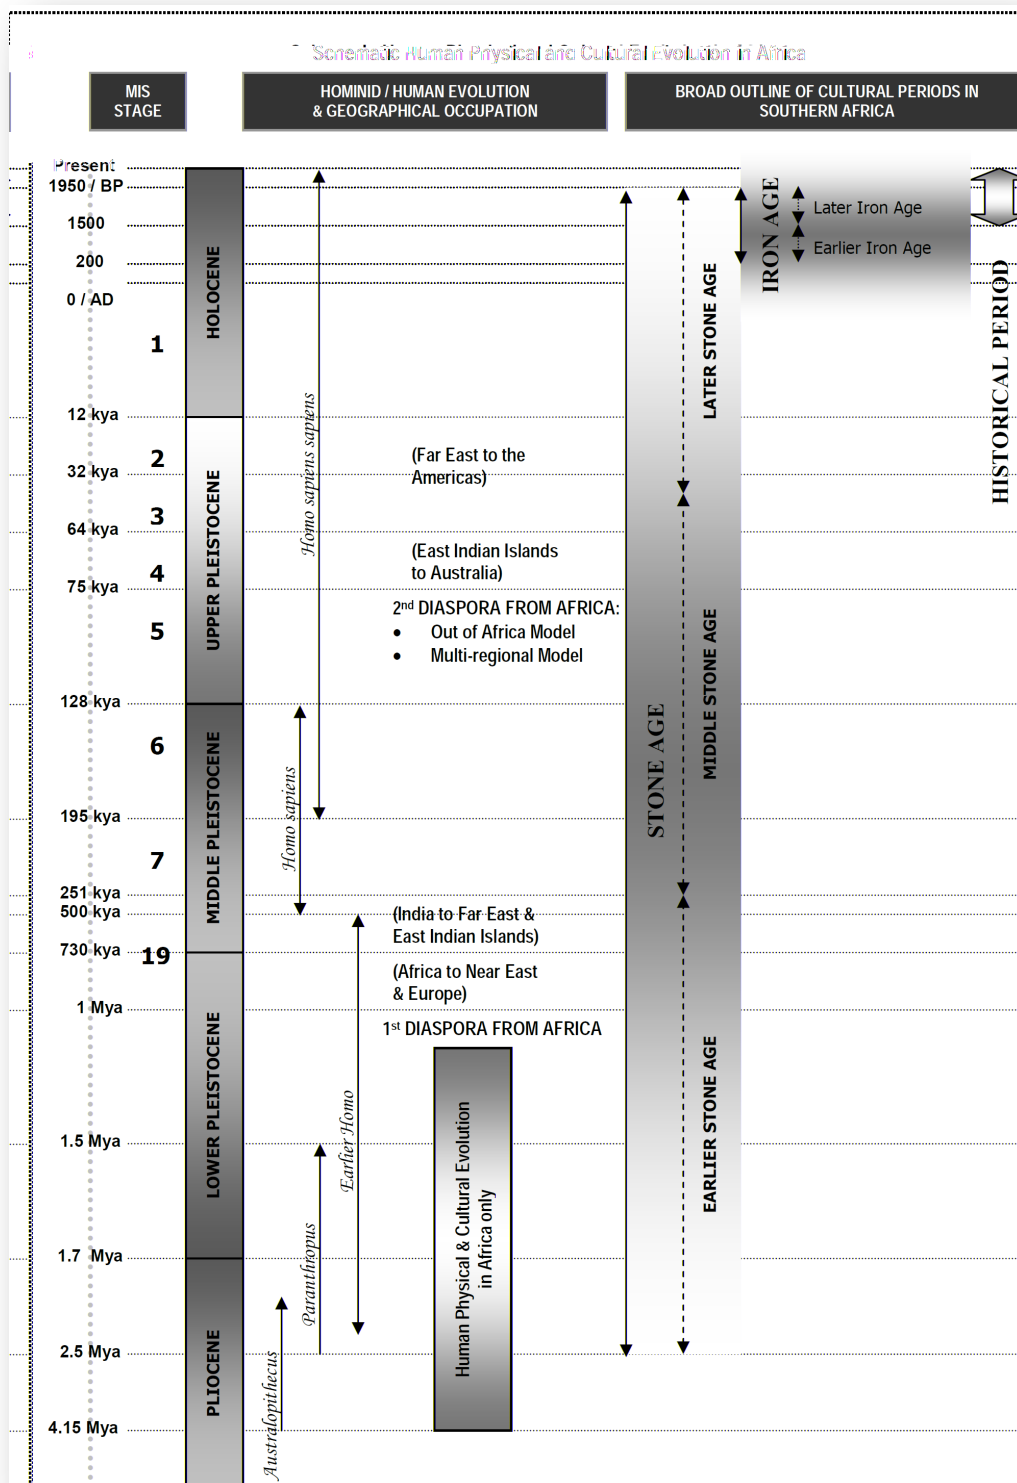 Schematic Human Physical and Cultural Evolution in Africa
MIS
STAGE
HOMINID / HUMAN EVOLUTION
& GEOGRAPHICAL OCCUPATION
BROAD OUTLINE OF CULTURAL PERIODS IN
SOUTHERN AFRICA
Present
1950 / BP
1500
200
0 / AD
12 kya
32 kya
64 kya
75 kya
128 kya
195 kya
251 kya
500 kya
730 kya
1 Mya
1.5 Mya
1.7 Mya
2.5 Mya
4.15 Mya
1
2
3
4
5
6
7
19
HOLOCENE
UPPER PLEISTOCENE
MIDDLE PLEISTOCENE
LOWER PLEISTOCENE
PLIOCENE
Homo sapiens sapiens
Homo sapiens
Earlier Homo
Paranthropus
Australopithecus
(Far East to the
Americas)
(East Indian Islands
to Australia)
2nd DIASPORA FROM AFRICA:
• Out of Africa Model
• Multi-regional Model
(India to Far East &
East Indian Islands)
(Africa to Near East
& Europe)
1st DIASPORA FROM AFRICA
Human Physical & Cultural Evolution
in Africa only
STONE AGE
LATER STONE AGE
MIDDLE STONE AGE
EARLIER STONE AGE
IRON AGE
Later Iron Age
Earlier Iron Age
HISTORICAL PERIOD